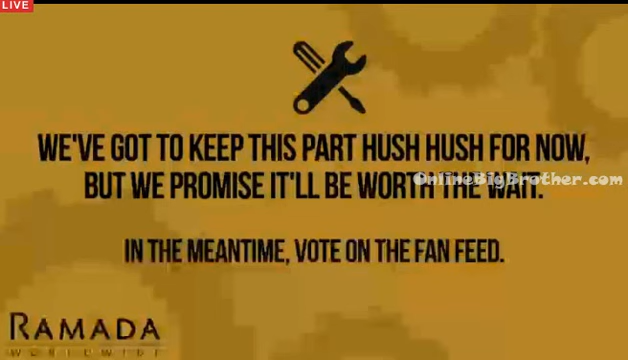 LIVE
WE'VE GOT TO KEEP THIS PART HUSH HUSH FOR NOW,
BUT WE PROMISE IT'LL BE WORTH THE WAIT.
OnlineBigBrother.com
IN THE MEANTIME, VOTE ON THE FAN FEED.
RAMADA
WORLDWIDE